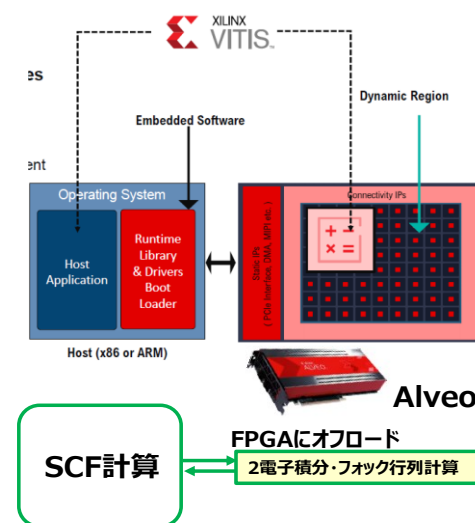 XILINX
VITIS
es
Dynamic Region
Embedded Software
ent
Operating System
Connectivity IPs
Host
Application
Runtime
Library
& Drivers
Boot
Loader
Static IPs
( PCIe Interface, DMA, MIPI etc. )
+ −
× =
Host (x86 or ARM)
Alveo
FPGAにオフロード
SCF計算
2電子積分・フォック行列計算